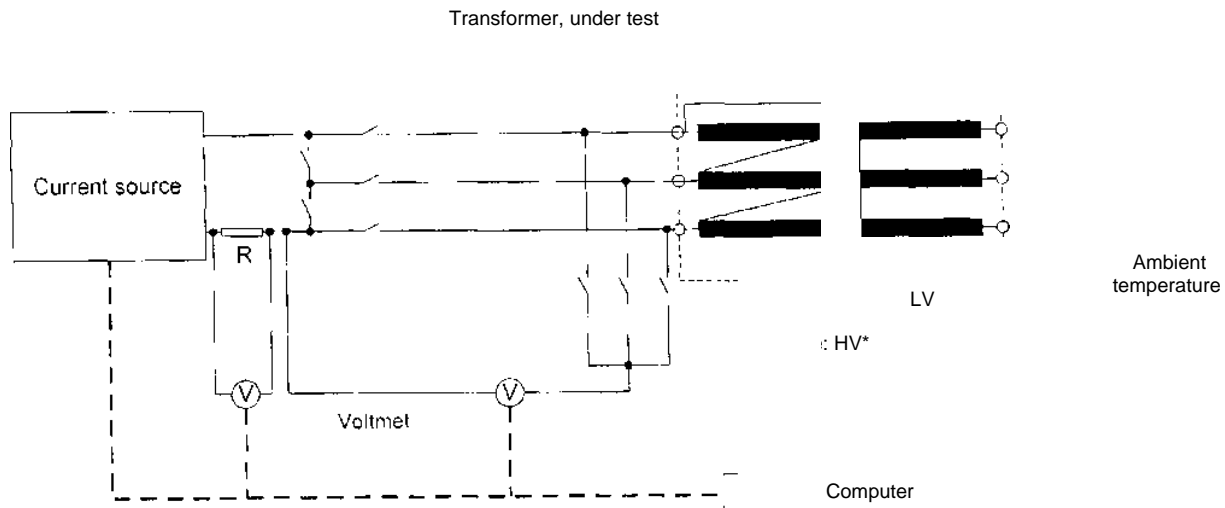 Transformer, under test
Current source
R
Ambient
temperature
LV
: HV*
V
V
Voltmet
Computer